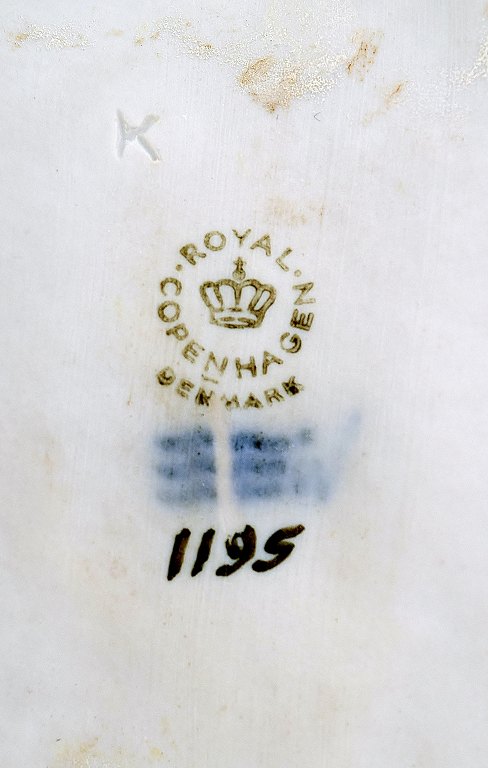 K
ROYAL
COPENHAGEN
DENMARK
1195